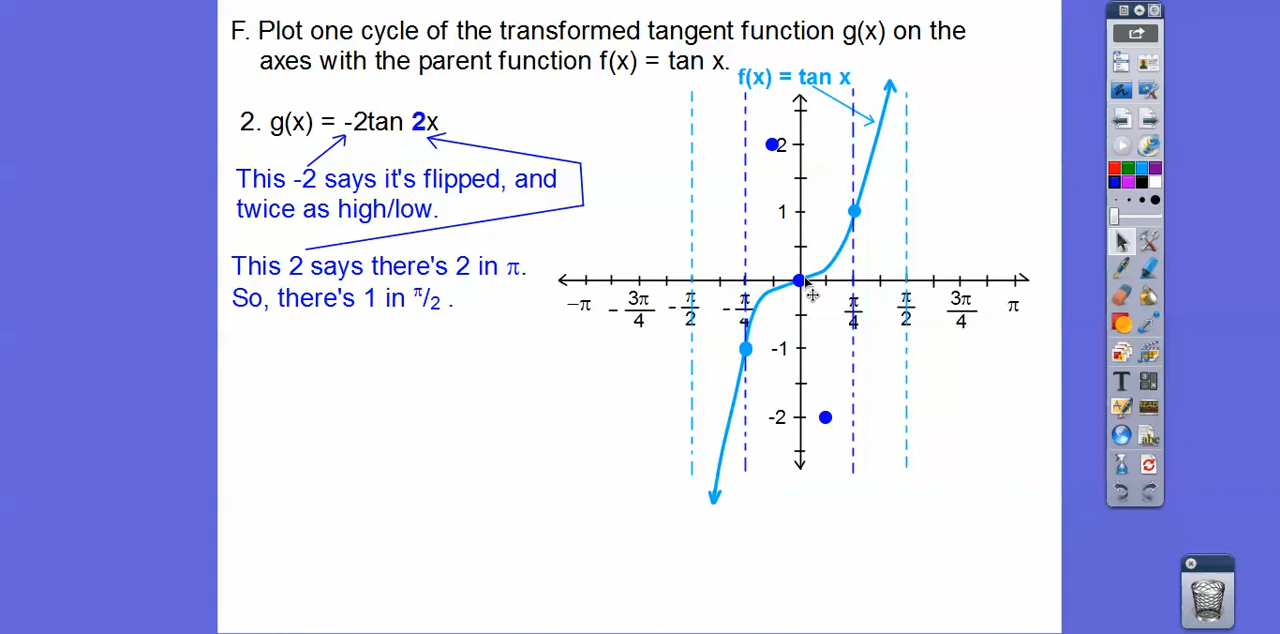 F. Plot one cycle of the transformed tangent function g(x) on the
axes with the parent function f(x) = tan x.
f(x) = tan x
2. g(x) = -2tan 2x
This -2 says it's flipped, and
twice as high/low.
This 2 says there's 2 in π.
So, there's 1 in π/2 .
2
1
-1
-2
−π
- 3π/4
- π/2
- π/4
π/4
π/2
3π/4
π
T
abc